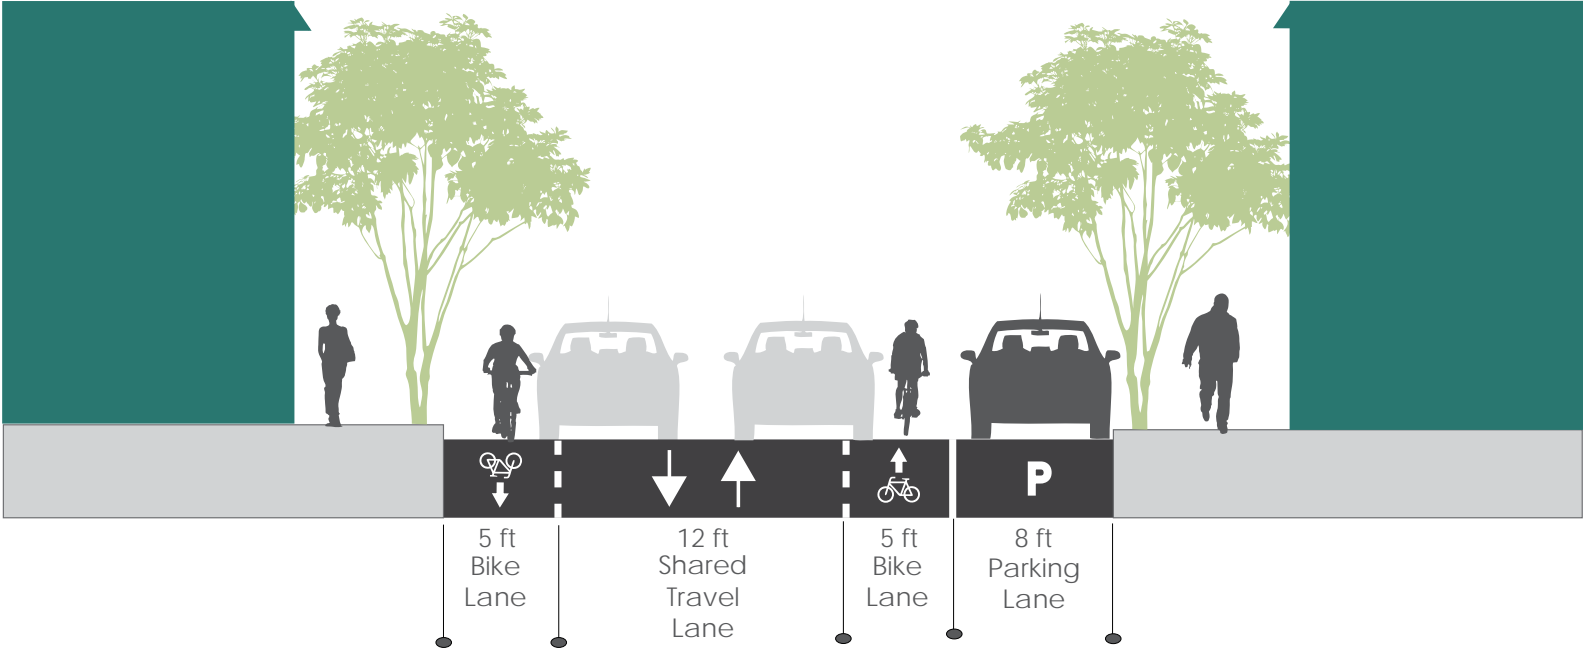 P
5 ft
Bike
Lane
12 ft
Shared
Travel
Lane
5 ft
Bike
Lane
8 ft
Parking
Lane